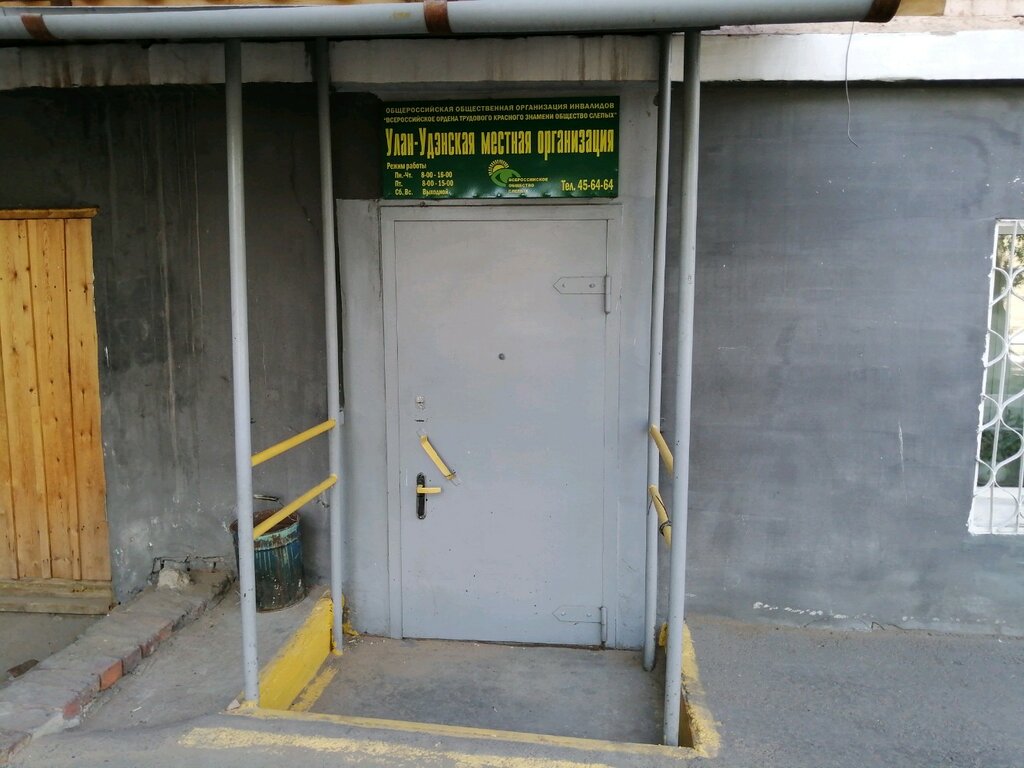 ОБЩЕРОССИЙСКАЯ ОБЩЕСТВЕННАЯ ОРГАНИЗАЦИЯ ИНВАЛИДОВ
"ВСЕРОССИЙСКОЕ ОРДЕНА ТРУДОВОГО КРАСНОГО ЗНАМЕНИ ОБЩЕСТВО СЛЕПЫХ"
Улан-Удэнская местная организация
Режим работы
Пн.-Чт. 8-00 - 16-00
Пт. 8-00 - 15-00
Сб. Вс. Выходной
ВСЕРОССИЙСКОЕ
ОБЩЕСТВО
СЛЕПЫХ
Тел. 45-64-64